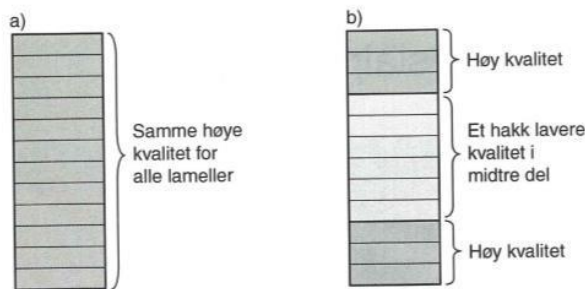 a)
Samme høye
kvalitet for
alle lameller
b)
Høy kvalitet
Et hakk lavere
kvalitet i
midtre del
Høy kvalitet